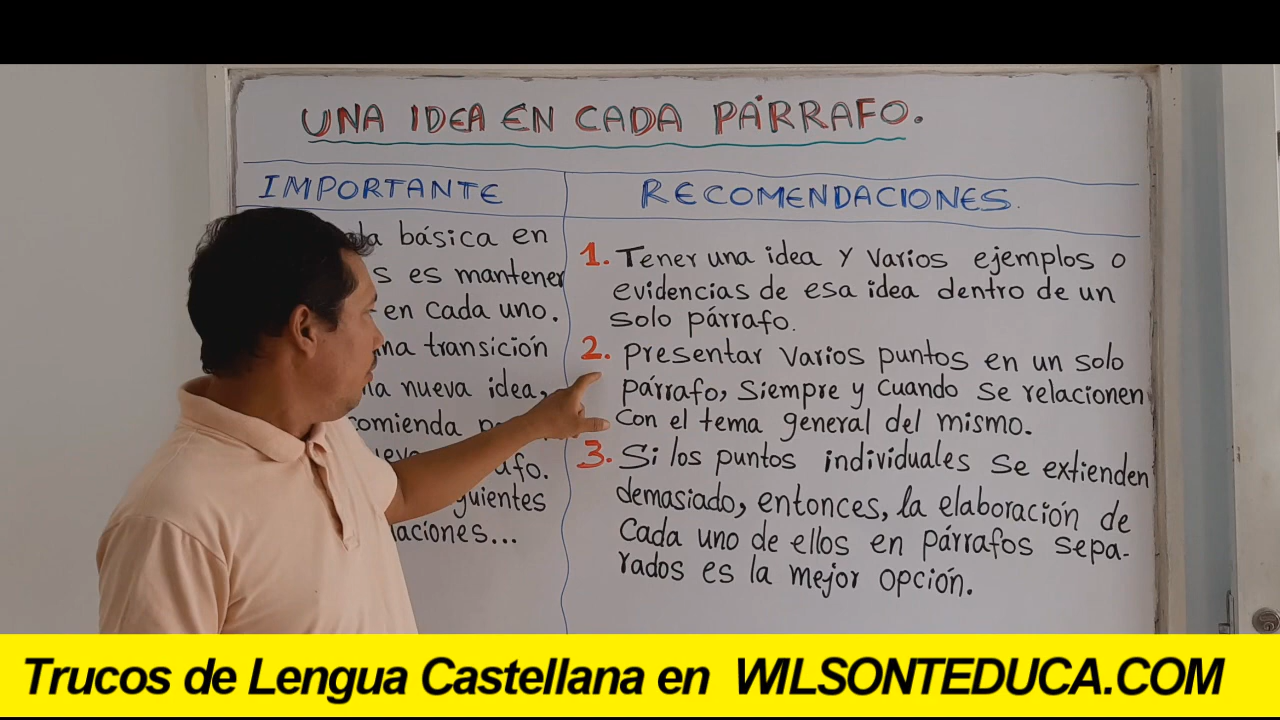 UNA IDEA EN CADA PÁRRAFO.
IMPORTANTE
básica en
s es mantener
en cada uno.
transición
nueva idea,
guientes
RECOMENDACIONES.
1. Tener una idea y varios ejemplos o
evidencias de esa idea dentro de un
solo párrafo.
2. Presentar varios puntos en un solo
párrafo, siempre y cuando se relacionen
con el tema general del mismo.
3. Si los puntos individuales se extienden
demasiado, entonces, la elaboración de
cada uno de ellos en párrafos sepa-
rados es la mejor opción.
Trucos de Lengua Castellana en WILSONTEDUCA.COM